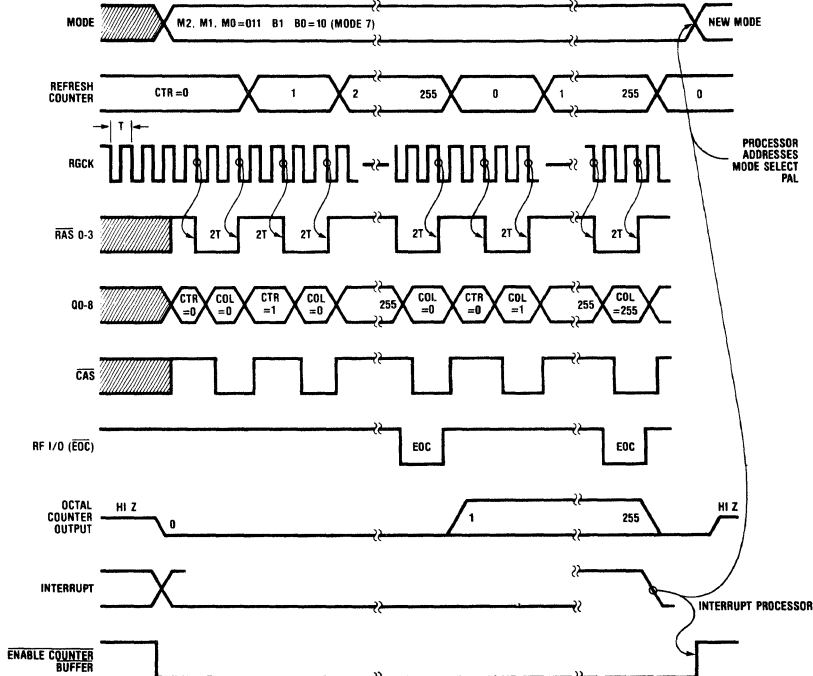 MODE
M2, M1, M0=011 B1 B0=10 (MODE 7)
NEW MODE
REFRESH
COUNTER
CTR=0
1
2
255
0
1
255
0
T
RGCK
PROCESSOR
ADDRESSES
MODE SELECT
PAL
RAS 0-3
2T
2T
2T
2T
2T
2T
2T
2T
Q0-8
CTR
=0
COL
=0
CTR
=1
COL
=0
255
COL
=0
CTR
=0
COL
=1
255
COL
=255
CAS
RF I/O (EOC)
EOC
EOC
OCTAL
COUNTER
OUTPUT
HI Z
0
1
255
HI Z
INTERRUPT
INTERRUPT PROCESSOR
ENABLE COUNTER
BUFFER